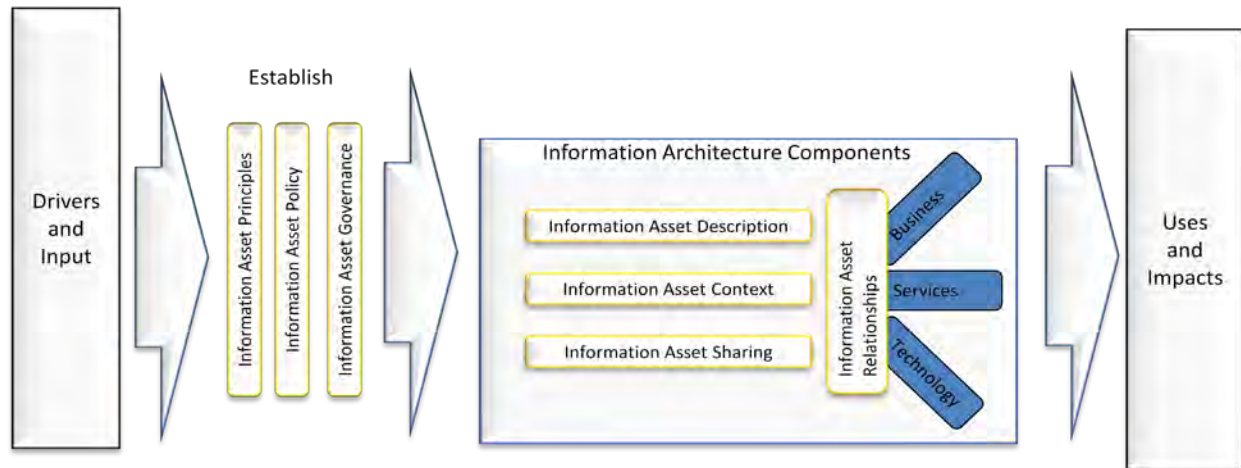 Drivers
and
Input
Establish
Information Asset Principles
Information Asset Policy
Information Asset Governance
Information Architecture Components
Information Asset Description
Information Asset Context
Information Asset Sharing
Information Asset
Relationships
Business
Services
Technology
Uses
and
Impacts